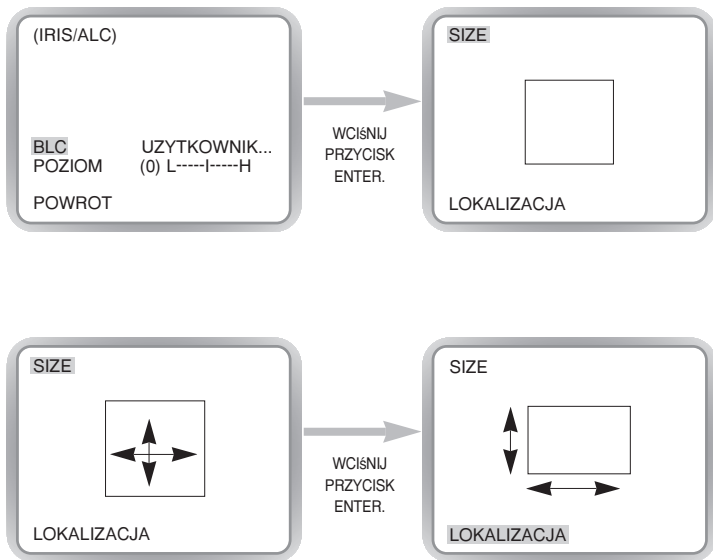 (IRIS/ALC)
BLC UZYTKOWNIK...
POZIOM (0) L-----I-----H
POWROT
WCIśNIJ
PRZYCISK
ENTER.
SIZE
LOKALIZACJA
SIZE
LOKALIZACJA
WCIśNIJ
PRZYCISK
ENTER.
SIZE
LOKALIZACJA